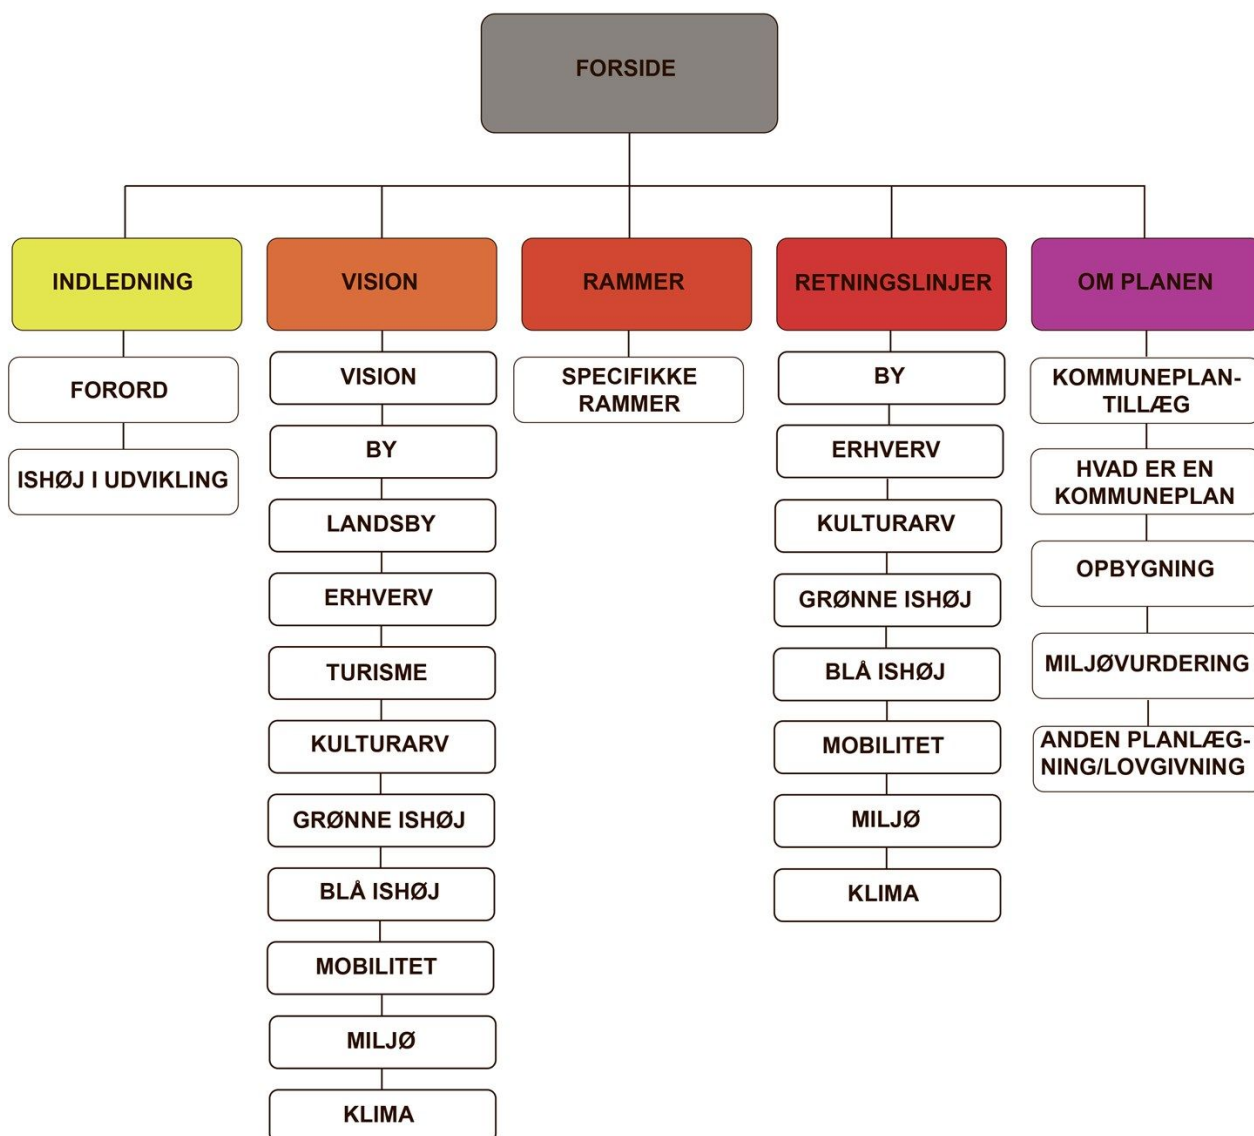 FORSIDE
INDLEDNING
FORORD
ISHØJ I UDVIKLING
VISION
VISION
BY
LANDSBY
ERHVERV
TURISME
KULTURARV
GRØNNE ISHØJ
BLÅ ISHØJ
MOBILITET
MILJØ
KLIMA
RAMMER
SPECIFIKKE
RAMMER
RETNINGSLINJER
BY
ERHVERV
KULTURARV
GRØNNE ISHØJ
BLÅ ISHØJ
MOBILITET
MILJØ
KLIMA
OM PLANEN
KOMMUNEPLAN-
TILLÆG
HVAD ER EN
KOMMUNEPLAN
OPBYGNING
MILJØVURDERING
ANDEN PLANLÆG-
NING/LOVGIVNING